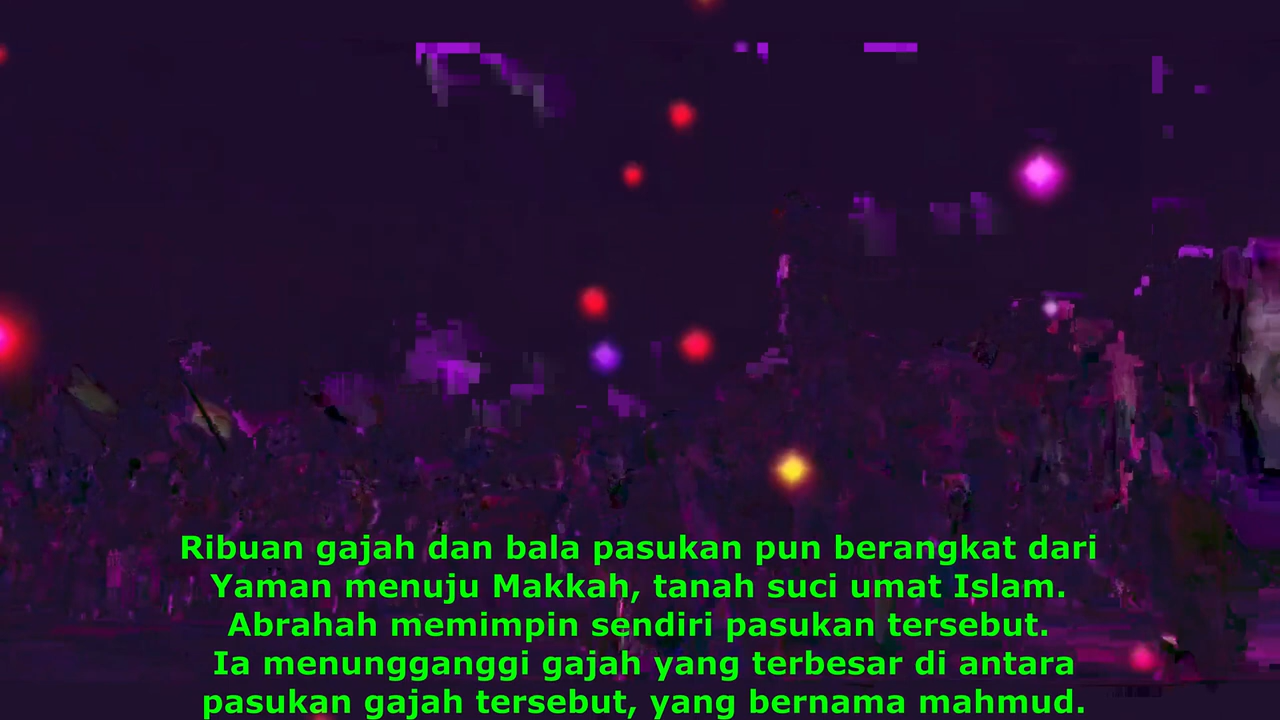 Ribuan gajah dan bala pasukan pun berangkat dari
Yaman menuju Makkah, tanah suci umat Islam.
Abrahah memimpin sendiri pasukan tersebut.
Ia menungganggi gajah yang terbesar di antara
pasukan gajah tersebut, yang bernama mahmud.